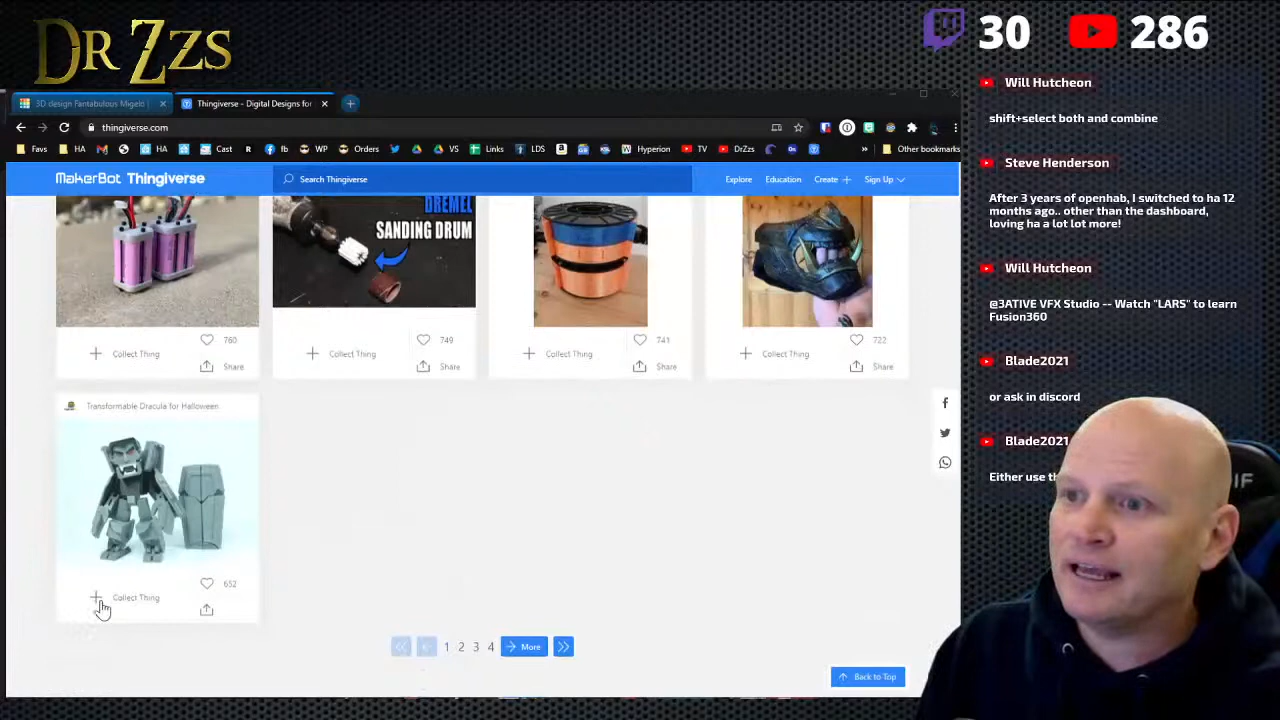 DR ZZS
30
286
3D design Fantabulous Migelo
Thingiverse - Digital Designs for
thingiverse.com
Favs
HA
HA
Cast
fb
WP
Orders
VS
Links
LDS
Hyperion
TV
DrZzs
»
Other bookmarks
MakerBot Thingiverse
Search Thingiverse
Explore
Education
Create
Sign Up
DREMEL
SANDING DRUM
Collect Thing
760
Share
Collect Thing
749
Share
Collect Thing
741
Share
Collect Thing
722
Share
Transformable Dracula for Halloween
Collect Thing
652
1 2 3 4
More
Back to Top
Will Hutcheon
shift+select both and combine
Steve Henderson
After 3 years of openhab, I switched to ha 12
months ago.. other than the dashboard,
loving ha a lot lot more!
Will Hutcheon
@3ATIVE VFX Studio -- Watch "LARS" to learn
Fusion360
Blade2021
or ask in discord
Blade2021
Either use